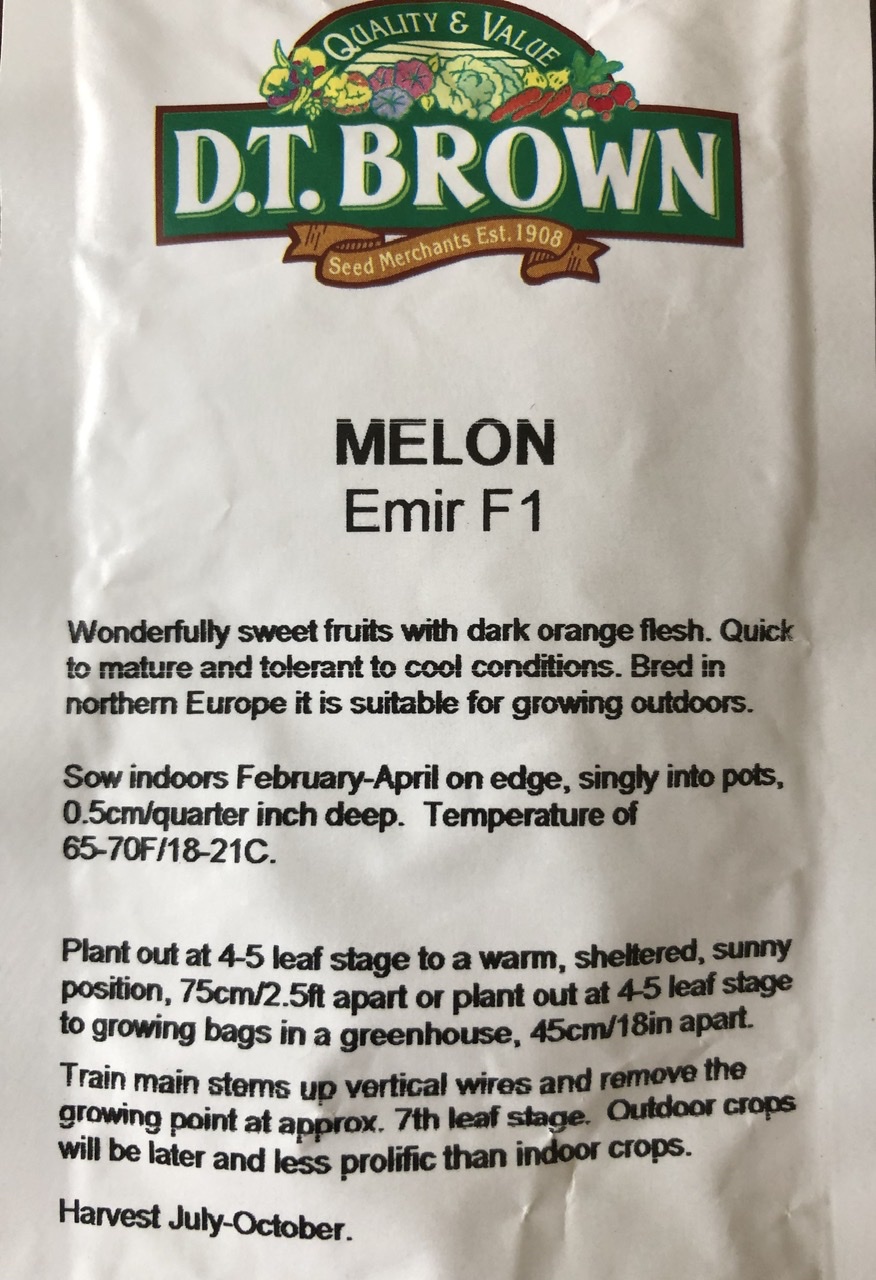 QUALITY & VALUE
D.T. BROWN
Seed Merchants Est. 1908
MELON
Emir F1
Wonderfully sweet fruits with dark orange flesh. Quick
to mature and tolerant to cool conditions. Bred in
northern Europe it is suitable for growing outdoors.
Sow indoors February-April on edge, singly into pots,
0.5cm/quarter inch deep.  Temperature of
65-70F/18-21C.
Plant out at 4-5 leaf stage to a warm, sheltered, sunny
position, 75cm/2.5ft apart or plant out at 4-5 leaf stage
to growing bags in a greenhouse, 45cm/18in apart.
Train main stems up vertical wires and remove the
growing point at approx. 7th leaf stage.  Outdoor crops
will be later and less prolific than indoor crops.
Harvest July-October.